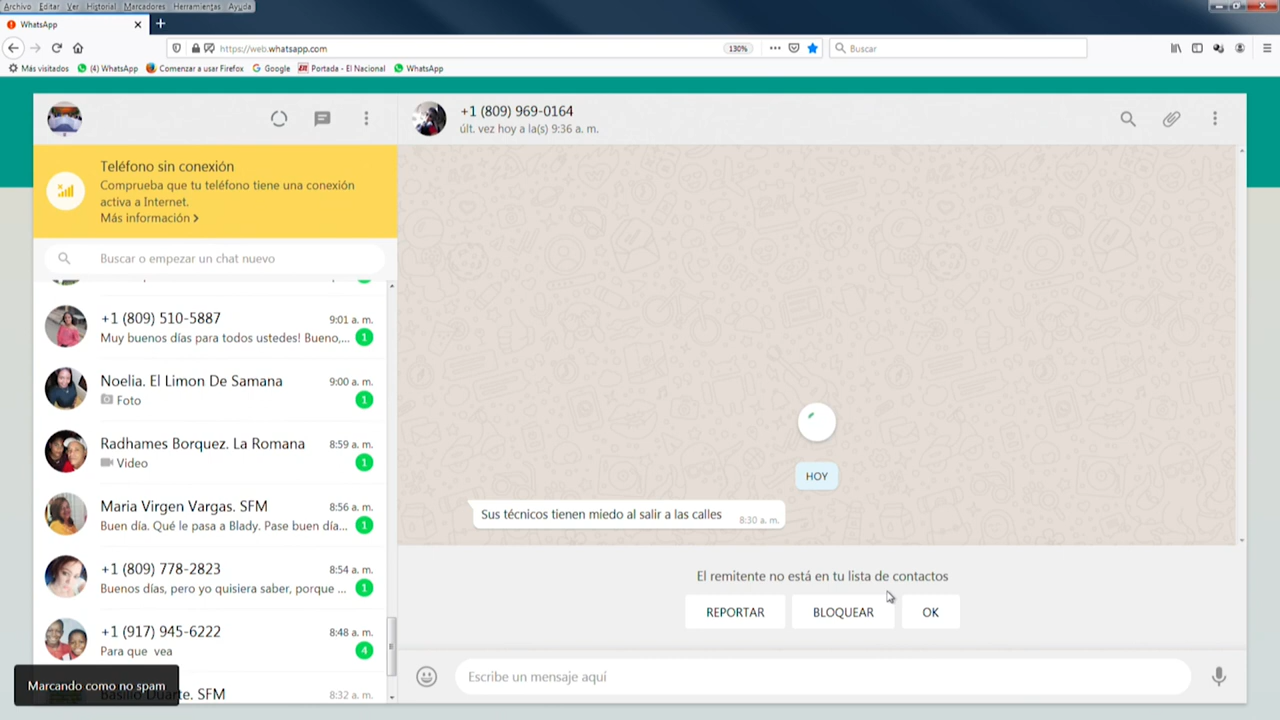 Archivo Editar Ver Historial Marcadores Herramientas Ayuda
WhatsApp
https://web.whatsapp.com
130%
Buscar
Más visitados (4) WhatsApp Comenzar a usar Firefox Google Portada - El Nacional WhatsApp
+1 (809) 969-0164
últ. vez hoy a la(s) 9:36 a. m.
Teléfono sin conexión
Comprueba que tu teléfono tiene una conexión
activa a Internet.
Más información
Buscar o empezar un chat nuevo
+1 (809) 510-5887 9:01 a. m.
Muy buenos días para todos ustedes! Bueno,... 1
Noelia. El Limon De Samana 9:00 a. m.
Foto 1
Radhames Borquez. La Romana 8:59 a. m.
Video 1
Maria Virgen Vargas. SFM 8:56 a. m.
Buen día. Qué le pasa a Blady. Pase buen día... 1
+1 (809) 778-2823 8:54 a. m.
Buenos días, pero yo quisiera saber, porque ... 1
+1 (917) 945-6222 8:48 a. m.
Para que vea 4
Duarte. SFM 8:32 a. m.
Marcando como no spam
HOY
Sus técnicos tienen miedo al salir a las calles 8:30 a. m.
El remitente no está en tu lista de contactos
REPORTAR BLOQUEAR OK
Escribe un mensaje aquí